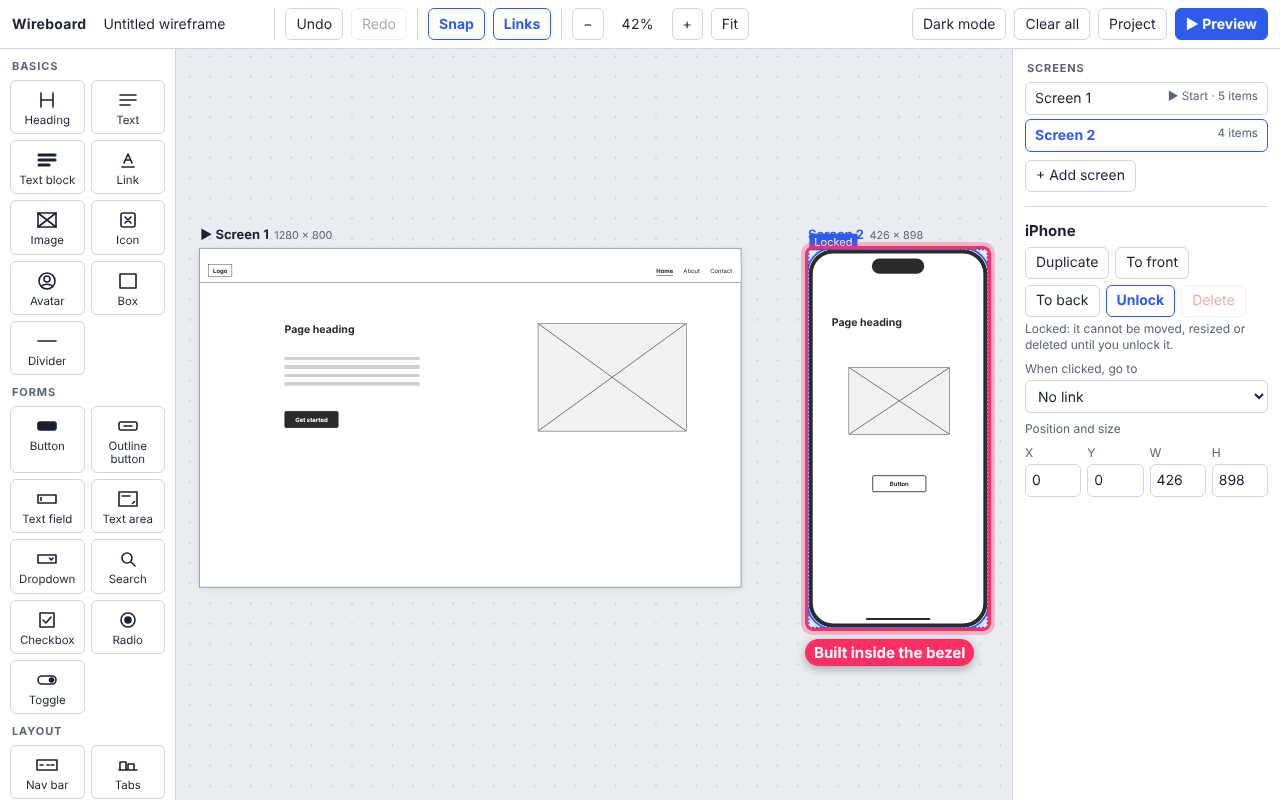 Wireboard
Untitled wireframe
Undo
Redo
Snap
Links
−
42%
+
Fit
Dark mode
Clear all
Project
▶ Preview
BASICS
Heading
Text
Text block
Link
Image
Icon
Avatar
Box
Divider
FORMS
Button
Outline
button
Text field
Text area
Dropdown
Search
Checkbox
Radio
Toggle
LAYOUT
Nav bar
Tabs
▶ Screen 1 1280 × 800
Logo
Home
About
Contact
Page heading
Get started
Screen 2 426 × 898
Locked
Page heading
Button
Built inside the bezel
SCREENS
Screen 1
▶ Start · 5 items
Screen 2
4 items
+ Add screen
iPhone
Duplicate
To front
To back
Unlock
Delete
Locked: it cannot be moved, resized or
deleted until you unlock it.
When clicked, go to
No link
Position and size
X
Y
W
H
0
0
426
898